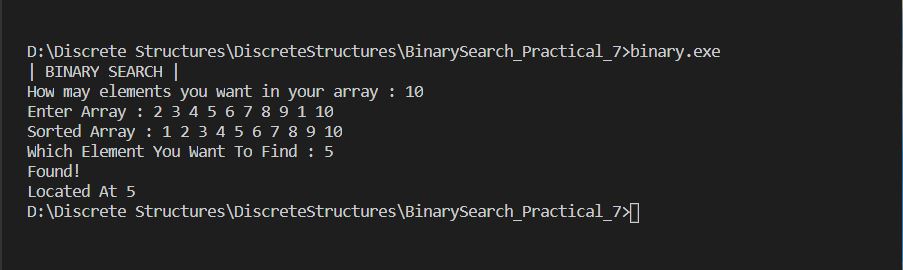 D:\Discrete Structures\DiscreteStructures\BinarySearch_Practical_7>binary.exe
| BINARY SEARCH |
How may elements you want in your array : 10
Enter Array : 2 3 4 5 6 7 8 9 1 10
Sorted Array : 1 2 3 4 5 6 7 8 9 10
Which Element You Want To Find : 5
Found!
Located At 5
D:\Discrete Structures\DiscreteStructures\BinarySearch_Practical_7>